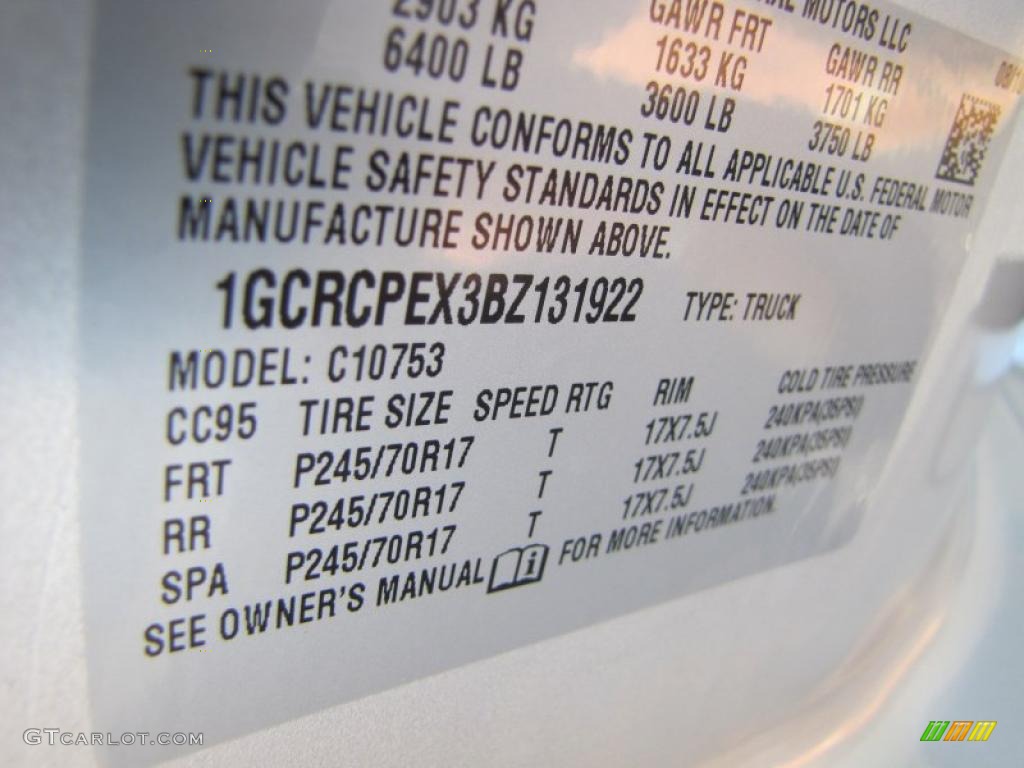 MOTORS LLC
2903 KG GAWR FRT GAWR RR
6400 LB 1633 KG 1701 KG
3600 LB 3750 LB
THIS VEHICLE CONFORMS TO ALL APPLICABLE U.S. FEDERAL MOTOR
VEHICLE SAFETY STANDARDS IN EFFECT ON THE DATE OF
MANUFACTURE SHOWN ABOVE.
1GCRCPEX3BZ131922 TYPE: TRUCK
MODEL: C10753
CC95 TIRE SIZE SPEED RTG RIM COLD TIRE PRESSURE
FRT P245/70R17 T 17X7.5J 240KPA(35PSI)
RR P245/70R17 T 17X7.5J 240KPA(35PSI)
SPA P245/70R17 T 17X7.5J 240KPA(35PSI)
SEE OWNER'S MANUAL FOR MORE INFORMATION.
GTCARLOT.COM